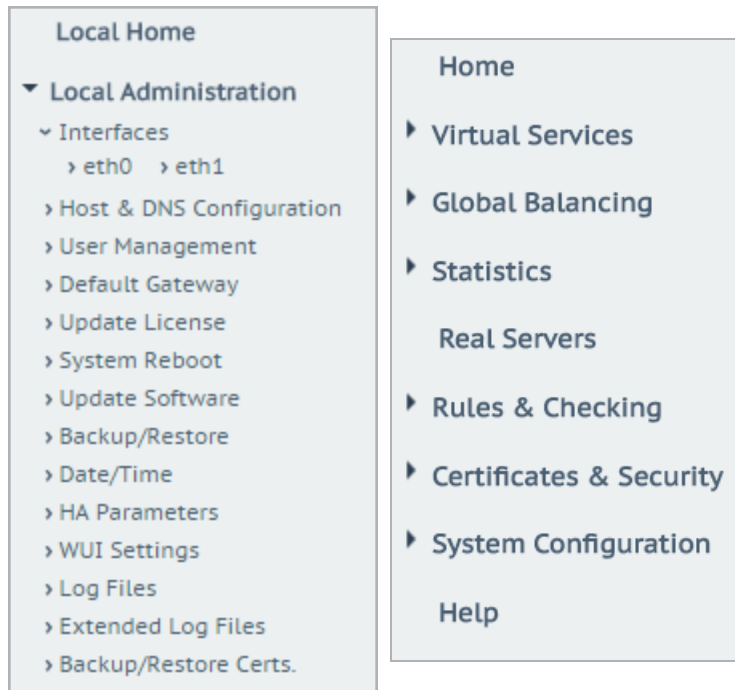 Local Home
Local Administration
Interfaces
eth0 eth1
Host & DNS Configuration
User Management
Default Gateway
Update License
System Reboot
Update Software
Backup/Restore
Date/Time
HA Parameters
WUI Settings
Log Files
Extended Log Files
Backup/Restore Certs.
Home
Virtual Services
Global Balancing
Statistics
Real Servers
Rules & Checking
Certificates & Security
System Configuration
Help